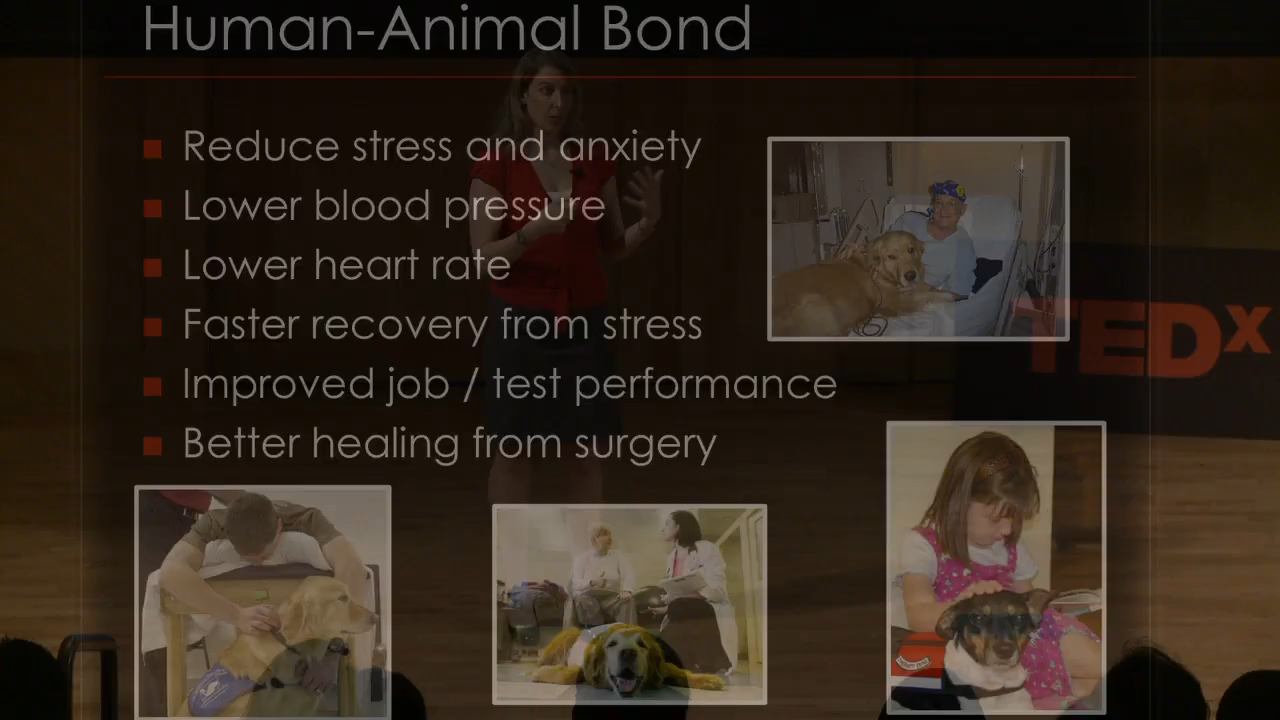 Human-Animal Bond
Reduce stress and anxiety
Lower blood pressure
Lower heart rate
TEDx
Faster recovery from stress
Improved job / test performance
Better healing from surgery